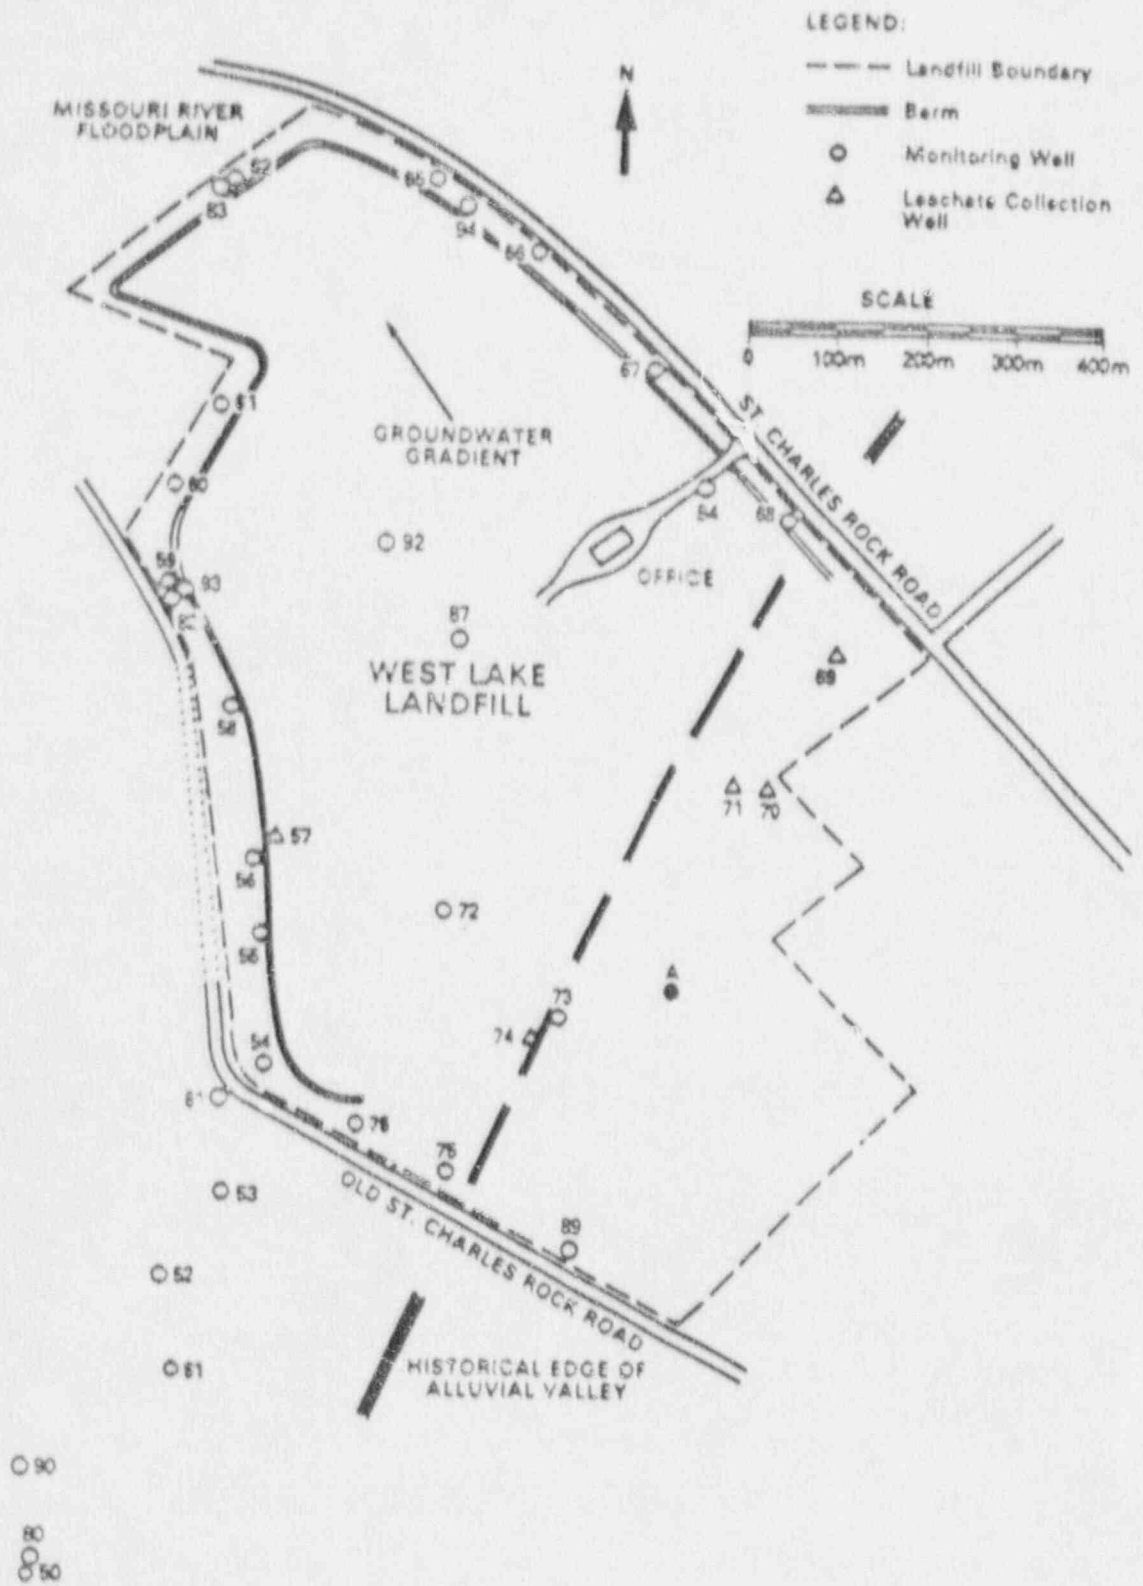 LEGEND:
Landfill Boundary
Berm
Monitoring Well
Leachate Collection
Well
N
MISSOURI RIVER
FLOODPLAIN
SCALE
0 100m 200m 300m 400m
65
94
66
83
67
GROUNDWATER
GRADIENT
ST. CHARLES ROCK ROAD
68
92
OFFICE
93
87
WEST LAKE
LANDFILL
71
70
57
72
55
A
73
74
75
OLD ST. CHARLES ROCK ROAD
89
53
52
HISTORICAL EDGE OF
ALLUVIAL VALLEY
90
80
50